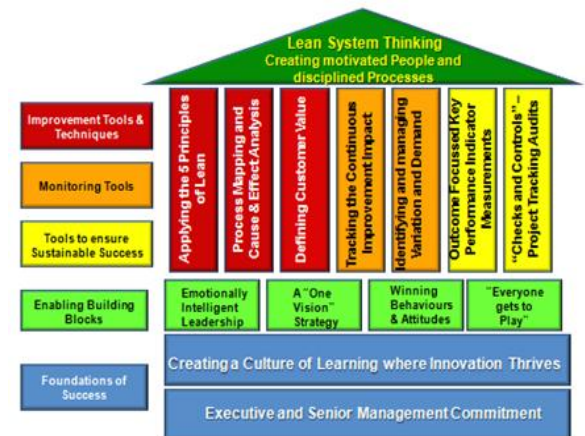 Lean System Thinking
Creating motivated People and
disciplined Processes
Improvement Tools &
Techniques
Monitoring Tools
Tools to ensure
Sustainable Success
Enabling Building
Blocks
Foundations of
Success
Applying the 5 Principles
of Lean
Process Mapping and
Cause & Effect Analysis
Defining Customer Value
Tracking the Continuous
Improvement Impact
Identifying and managing
Variation and Demand
Outcome Focussed Key
Performance Indicator
Measurements
"Checks and Controls" –
Project Tracking Audits
Emotionally
Intelligent
Leadership
A "One
Vision"
Strategy
Winning
Behaviours
& Attitudes
"Everyone
gets to
Play"
Creating a Culture of Learning where Innovation Thrives
Executive and Senior Management Commitment